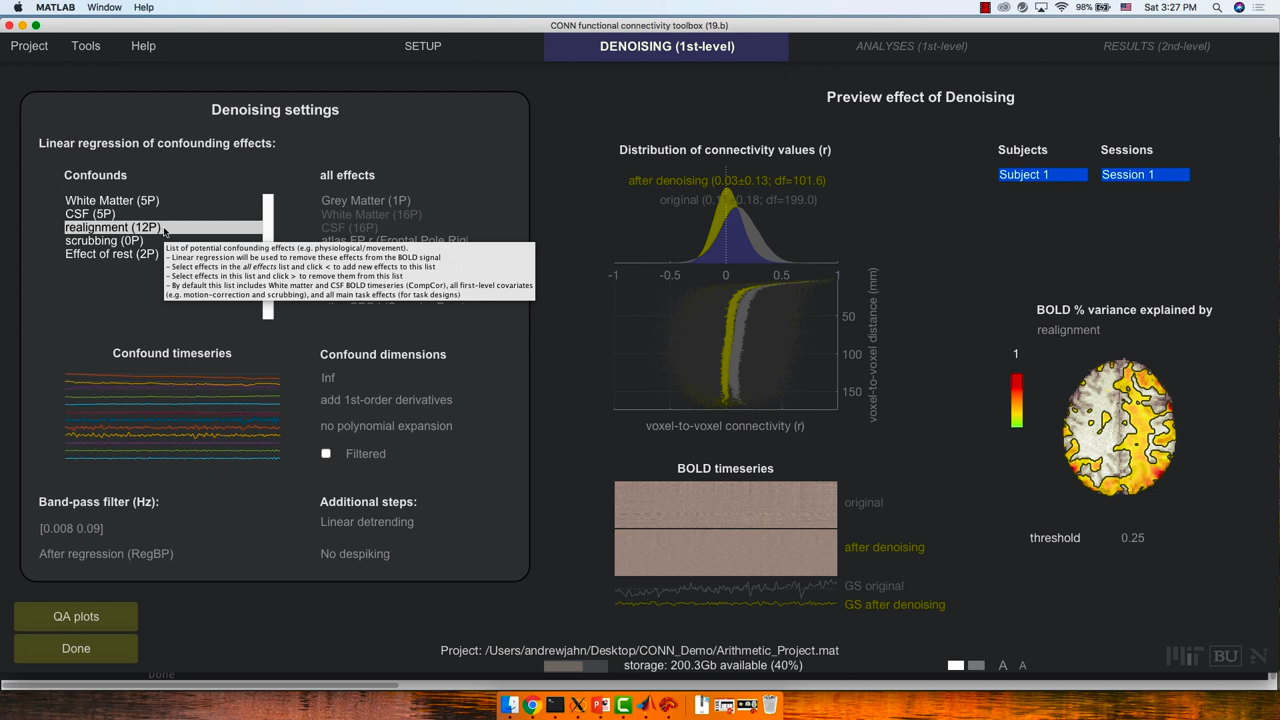 MATLAB Window Help 98% Sat 3:27 PM
CONN functional connectivity toolbox (19.b)
Project Tools Help SETUP DENOISING (1st-level) ANALYSES (1st-level) RESULTS (2nd-level)
Denoising settings
Linear regression of confounding effects:
Confounds all effects
White Matter (5P) Grey Matter (1P)
CSF (5P) White Matter (16P)
realignment (12P) CSF (16P)
scrubbing (0P) atlas.FP r (Frontal Pole Rig
Effect of rest (2P)
List of potential confounding effects (e.g. physiological/movement).
- Linear regression will be used to remove these effects from the BOLD signal
- Select effects in the all effects list and click < to add new effects to this list
- Select effects in this list and click > to remove them from this list
- By default this list includes White matter and CSF BOLD timeseries (CompCor), all first-level covariates
(e.g. motion-correction and scrubbing), and all main task effects (for task designs)
Confound timeseries
Confound dimensions
Inf
add 1st-order derivatives
no polynomial expansion
Filtered
Band-pass filter (Hz):
[0.008 0.09]
After regression (RegBP)
Additional steps:
Linear detrending
No despiking
QA plots
Done
Preview effect of Denoising
Distribution of connectivity values (r)
after denoising (0.03±0.13; df=101.6)
-1 0 1
50
100
150
voxel-to-voxel distance (mm)
voxel-to-voxel connectivity (r)
BOLD timeseries
original
after denoising
GS original
GS after denoising
Subjects Sessions
Subject 1 Session 1
BOLD % variance explained by
realignment
1
threshold 0.25
Project: /Users/andrewjahn/Desktop/CONN_Demo/Arithmetic_Project.mat
storage: 200.3Gb available (40%)
A A
MIT BU N
Done